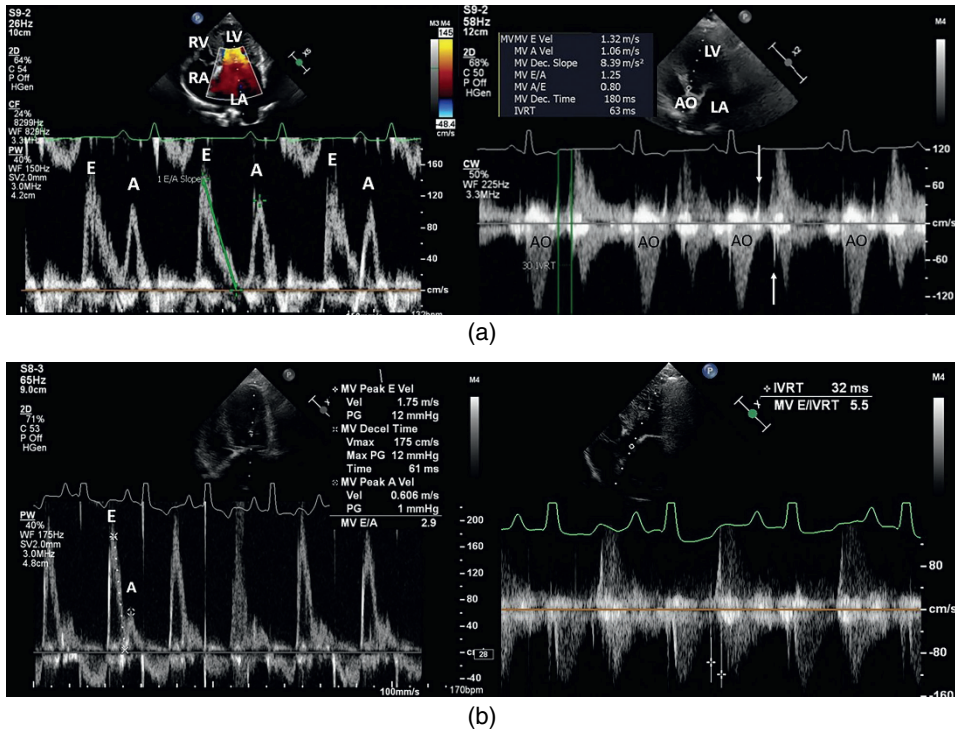 S9-2
26Hz
10cm
2D
64%
C 54
P Off
HGen
CF
24%
8299Hz
WF 829Hz
3.3MHz
PW
40%
WF 150Hz
SV2.0mm
3.0MHz
4.2cm
P
RV
LV
RA
LA
X5
M3 M4
145
-48.4
cm/s
E
A
E
A
E
A
1 E/A Slope
160
120
80
40
cm/s
132bpm
S9-2
58Hz
12cm
2D
68%
C 50
P Off
HGen
MVMV E Vel 1.32 m/s
MV A Vel 1.06 m/s
MV Dec. Slope 8.39 m/s²
MV E/A 1.25
MV A/E 0.80
MV Dec. Time 180 ms
IVRT 63 ms
P
LV
AO
LA
X2
M4
CW
50%
WF 225Hz
3.3MHz
AO
AO
AO
AO
30 IVRT
120
60
cm/s
-60
-120
(a)
S8-3
65Hz
9.0cm
2D
71%
C 53
P Off
HGen
P
MV Peak E Vel
Vel 1.75 m/s
PG 12 mmHg
MV Decel Time
Vmax 175 cm/s
Max PG 12 mmHg
Time 61 ms
MV Peak A Vel
Vel 0.606 m/s
PG 1 mmHg
MV E/A 2.9
M4
PW
40%
WF 175Hz
SV2.0mm
3.0MHz
4.8cm
E
A
200
160
120
80
40
-40
100mm/s
170bpm
P
IVRT 32 ms
MV E/IVRT 5.5
M4
28
80
cm/s
-80
-160
(b)